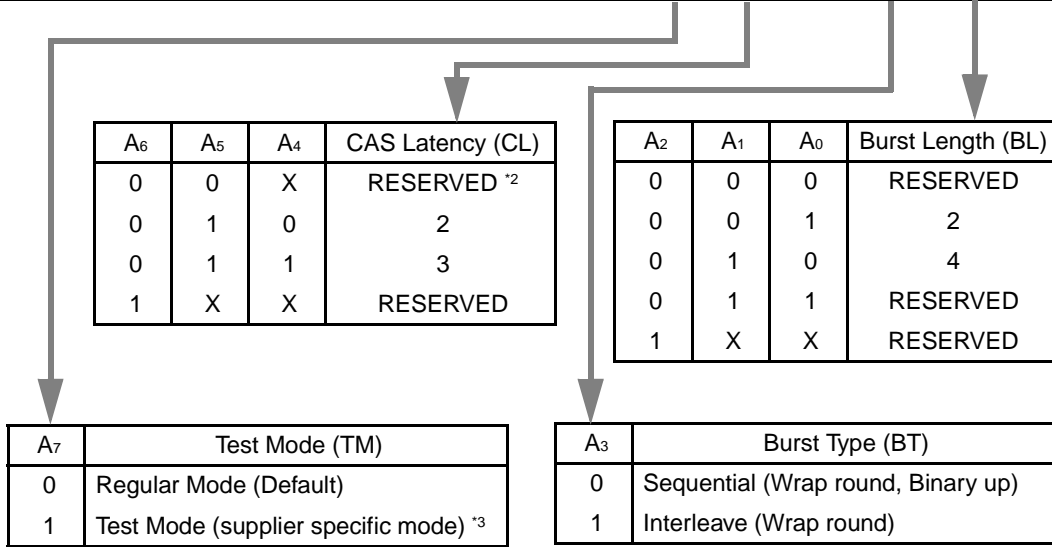 A6 A5 A4 CAS Latency (CL)
0 0 X RESERVED *2
0 1 0 2
0 1 1 3
1 X X RESERVED
A2 A1 A0 Burst Length (BL)
0 0 0 RESERVED
0 0 1 2
0 1 0 4
0 1 1 RESERVED
1 X X RESERVED
A7 Test Mode (TM)
0 Regular Mode (Default)
1 Test Mode (supplier specific mode) *3
A3 Burst Type (BT)
0 Sequential (Wrap round, Binary up)
1 Interleave (Wrap round)